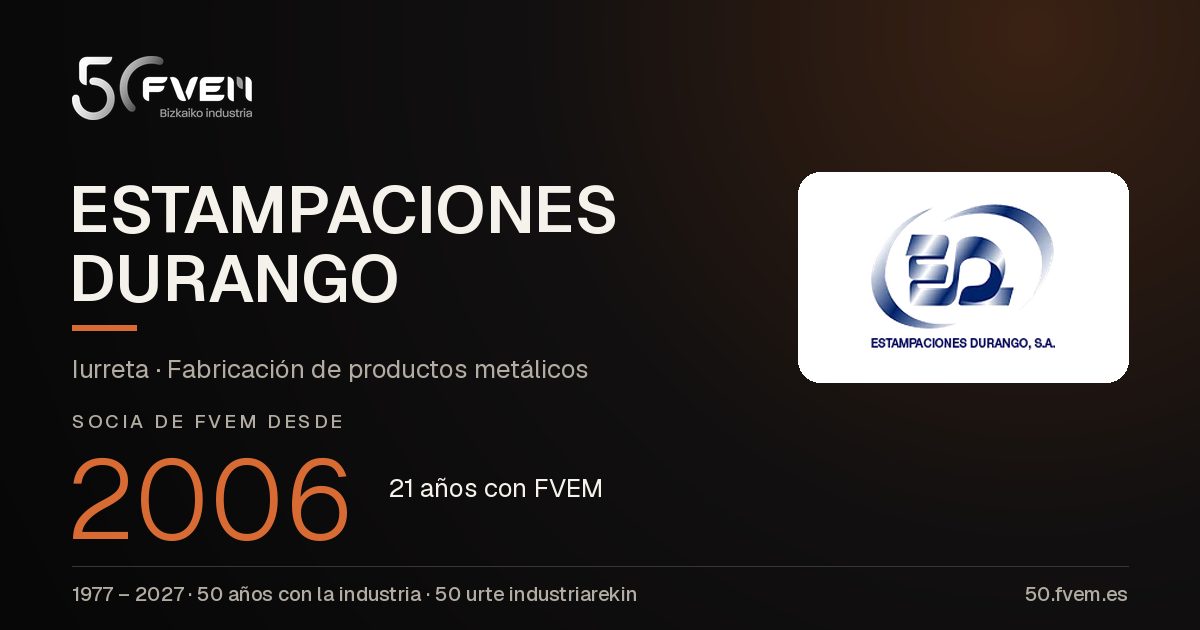 50 FVEM
Bizkaiko industria
ESTAMPACIONES
DURANGO
Iurreta · Fabricación de productos metálicos
SOCIA DE FVEM DESDE
2006
21 años con FVEM
ED
ESTAMPACIONES DURANGO, S.A.
1977 – 2027 · 50 años con la industria · 50 urte industriarekin
50.fvem.es